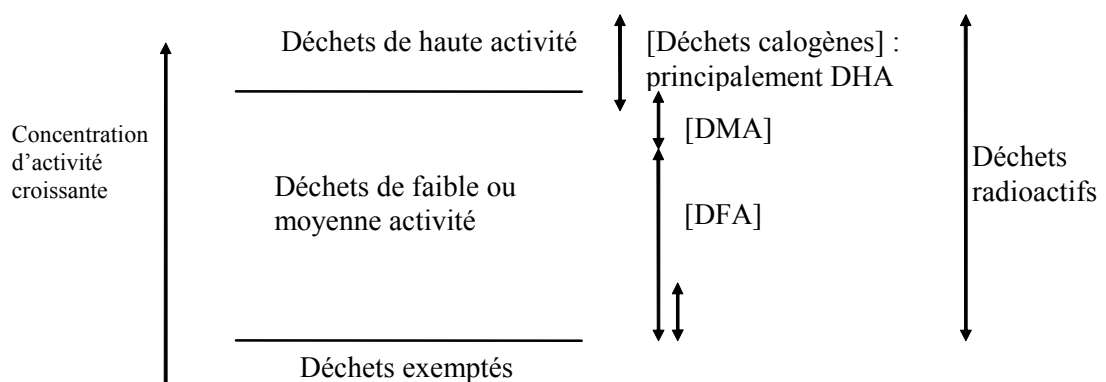 Déchets de haute activité
[Déchets calogènes] :
principalement DHA
Concentration
d'activité
croissante
[DMA]
Déchets
radioactifs
Déchets de faible ou
moyenne activité
[DFA]
Déchets exemptés